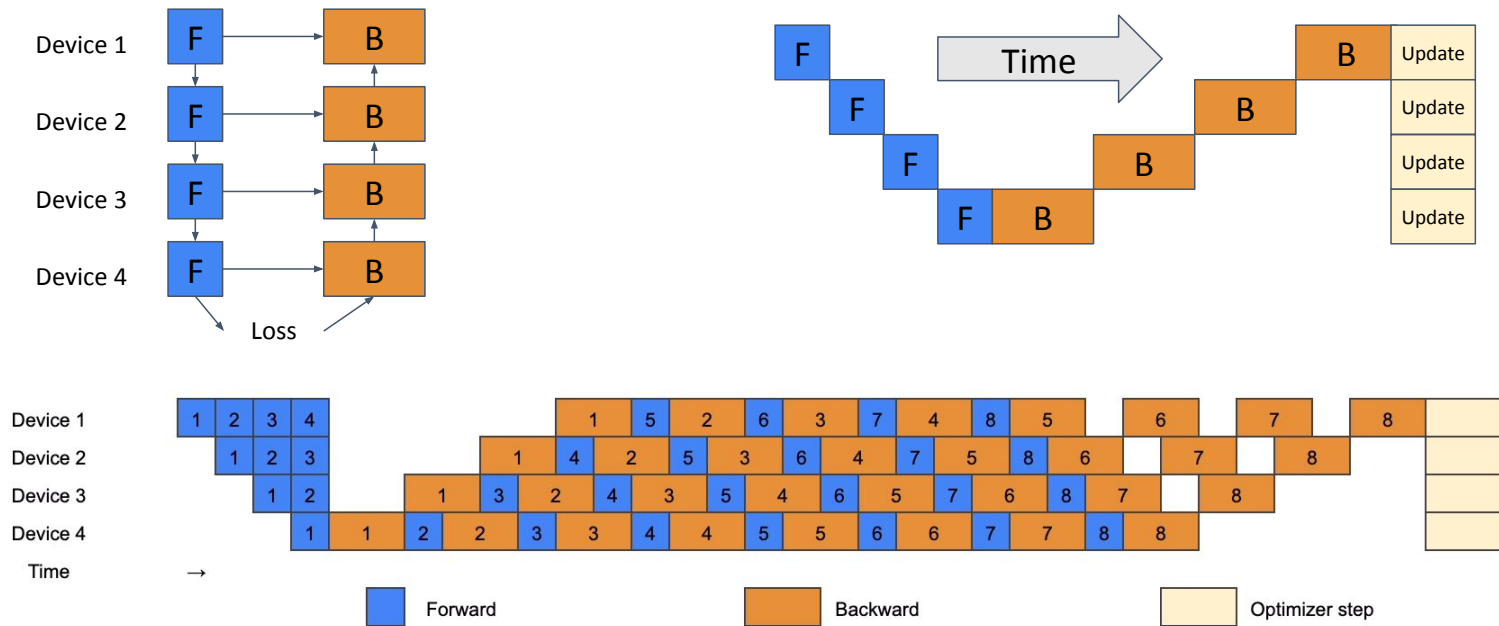 Device 1 F B
Device 2 F B
Device 3 F B
Device 4 F B
Loss
F Time B Update
F B Update
F B Update
F B Update
Device 1 1 2 3 4 1 5 2 6 3 7 4 8 5 6 7 8
Device 2 1 2 3 1 4 2 5 3 6 4 7 5 8 6 7 8
Device 3 1 2 1 3 2 4 3 5 4 6 5 7 6 8 7 8
Device 4 1 1 2 2 3 3 4 4 5 5 6 6 7 7 8 8
Time →
Forward Backward Optimizer step